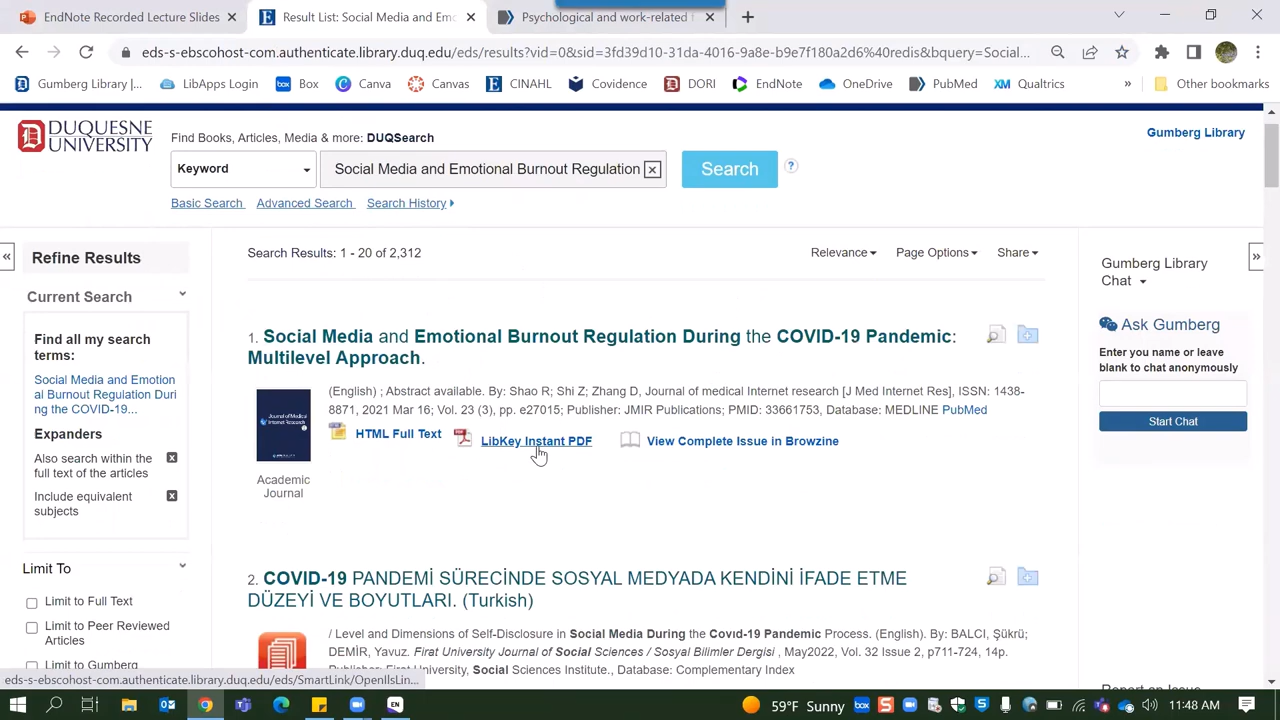 EndNote Recorded Lecture Slides
Result List: Social Media and Emo
Psychological and work-related f
eds-s-ebscohost-com.authenticate.library.duq.edu/eds/results?vid=0&sid=3fd39d10-31da-4016-9a8e-b9e7f180a2d6%40redis&bquery=Social...
Gumberg Library |...
LibApps Login
Box
Canva
Canvas
CINAHL
Covidence
DORI
EndNote
OneDrive
PubMed
Qualtrics
»
Other bookmarks
DUQUESNE
UNIVERSITY
Find Books, Articles, Media & more: DUQSearch
Gumberg Library
Keyword
Social Media and Emotional Burnout Regulation
Search
Basic Search
Advanced Search
Search History
Refine Results
Search Results: 1 - 20 of 2,312
Relevance
Page Options
Share
Current Search
Find all my search
terms:
Social Media and Emotion
al Burnout Regulation Duri
ng the COVID-19...
Expanders
Also search within the
full text of the articles
Include equivalent
subjects
Limit To
Limit to Full Text
Limit to Peer Reviewed
Articles
Limit to Gumberg
1. Social Media and Emotional Burnout Regulation During the COVID-19 Pandemic:
Multilevel Approach.
(English) ; Abstract available. By: Shao R; Shi Z; Zhang D, Journal of medical Internet research [J Med Internet Res], ISSN: 1438-
8871, 2021 Mar 16; Vol. 23 (3), pp. e27015; Publisher: JMIR Publications; PMID: 33661753, Database: MEDLINE PubMed
HTML Full Text
LibKey Instant PDF
View Complete Issue in Browzine
Academic
Journal
2. COVID-19 PANDEMİ SÜRECİNDE SOSYAL MEDYADA KENDİNİ İFADE ETME
DÜZEYİ VE BOYUTLARI. (Turkish)
/ Level and Dimensions of Self-Disclosure in Social Media During the Covid-19 Pandemic Process. (English). By: BALCI, Şükrü;
DEMİR, Yavuz. Firat University Journal of Social Sciences / Sosyal Bilimler Dergisi , May2022, Vol. 32 Issue 2, p711-724, 14p.
Publisher: Firat University, Social Sciences Institute., Database: Complementary Index
Gumberg Library
Chat
Ask Gumberg
Enter you name or leave
blank to chat anonymously
Start Chat
Report an Issue
eds-s-ebscohost-com.authenticate.library.duq.edu/eds/SmartLink/OpenIlsLin...
59°F Sunny
11:48 AM